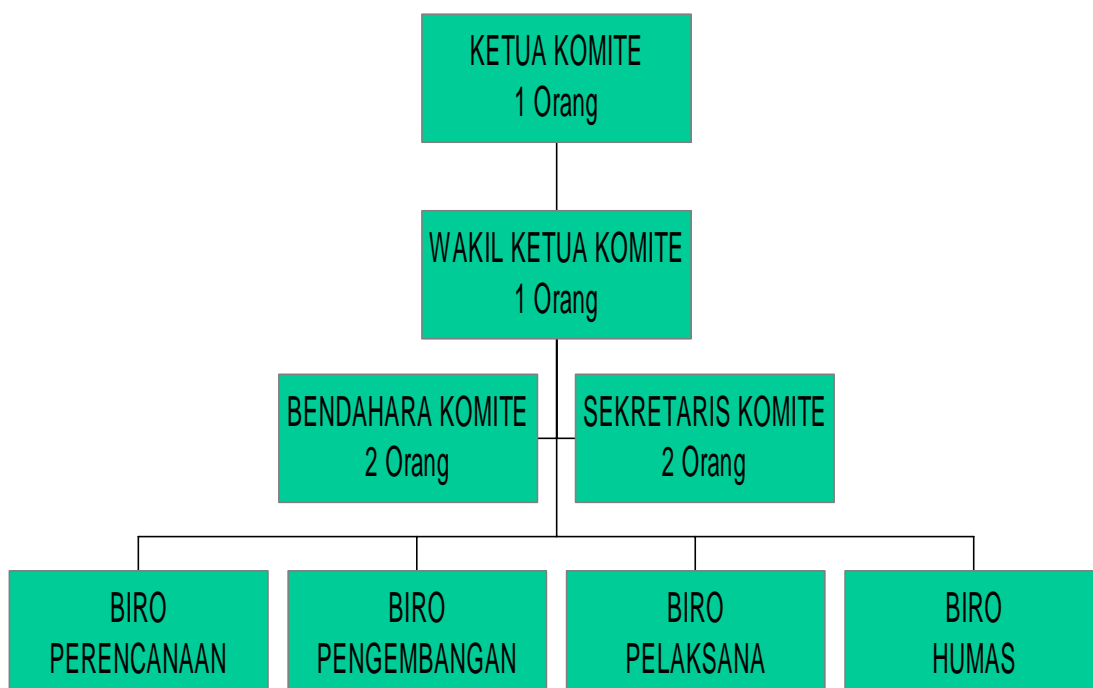 KETUA KOMITE
1 Orang
WAKIL KETUA KOMITE
1 Orang
BENDAHARA KOMITE
2 Orang
SEKRETARIS KOMITE
2 Orang
BIRO
PERENCANAAN
BIRO
PENGEMBANGAN
BIRO
PELAKSANA
BIRO
HUMAS